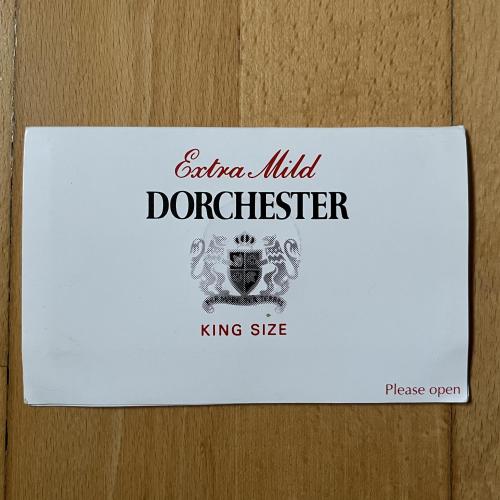 Extra Mild
DORCHESTER
KING SIZE
Please open